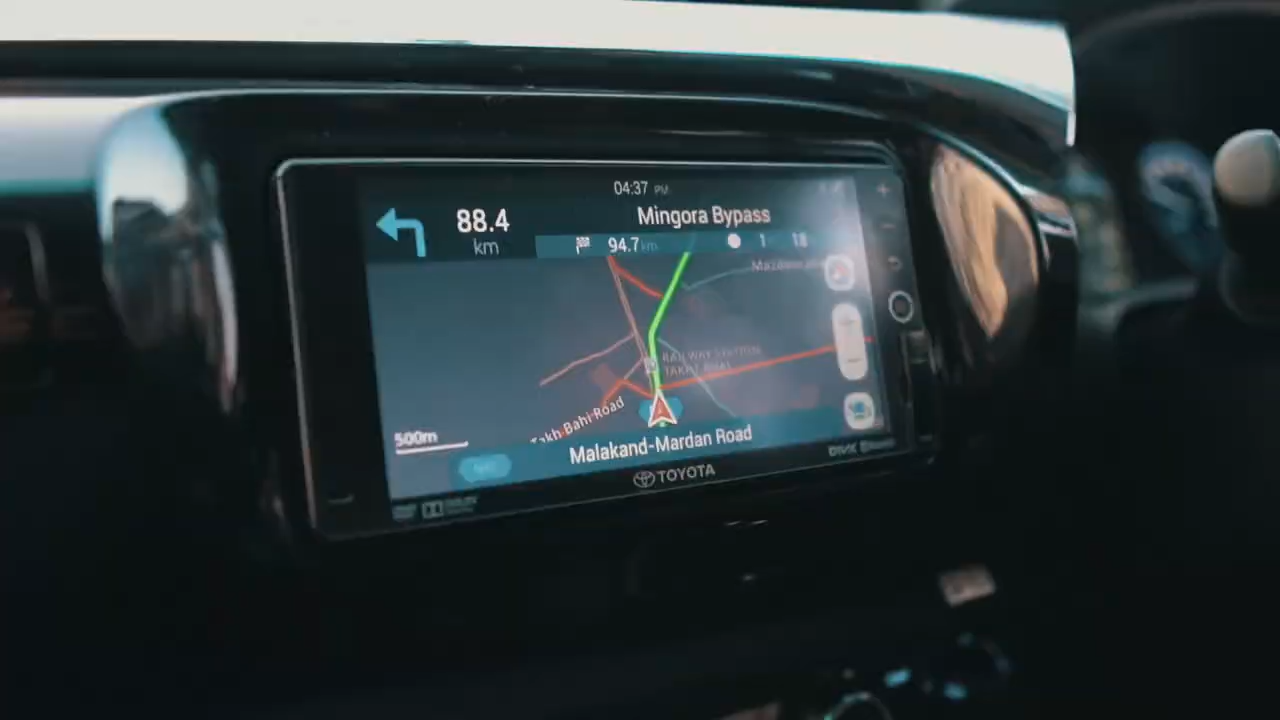 04:37 PM
88.4
km
Mingora Bypass
94.7 km
1 18
RAILWAY STATION
Takh Bahi Road
500m
Malakand-Mardan Road
TOYOTA